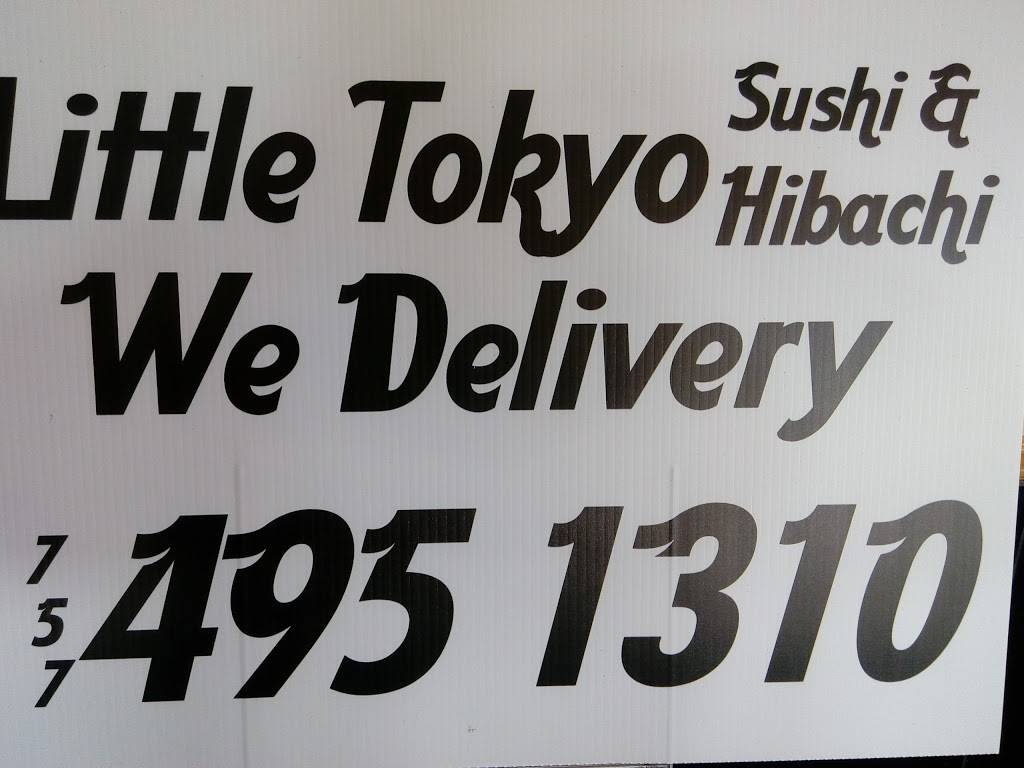 Little Tokyo Sushi &
Hibachi
We Delivery
757 495 1310